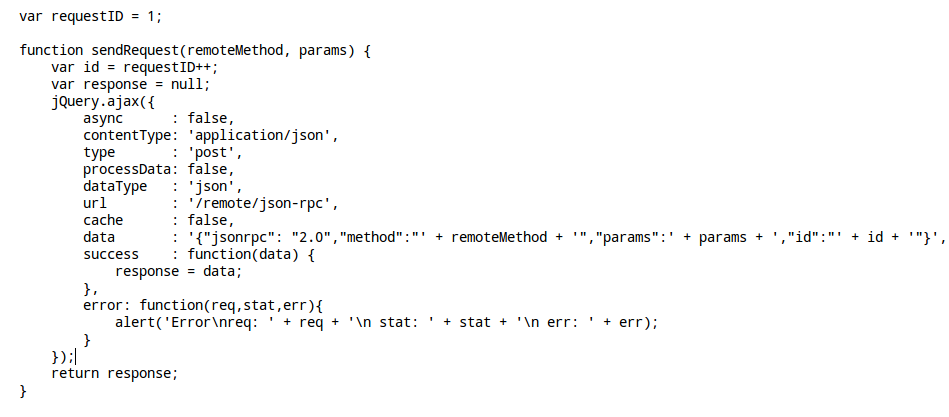 var requestID = 1;

function sendRequest(remoteMethod, params) {
    var id = requestID++;
    var response = null;
    jQuery.ajax({
        async      : false,
        contentType: 'application/json',
        type       : 'post',
        processData: false,
        dataType   : 'json',
        url        : '/remote/json-rpc',
        cache      : false,
        data       : '{"jsonrpc": "2.0","method":"' + remoteMethod + '","params":' + params + ',"id":"' + id + '"}',
        success    : function(data) {
            response = data;
        },
        error: function(req,stat,err){
            alert('Error\nreq: ' + req + '\n stat: ' + stat + '\n err: ' + err);
        }
    });
    return response;
}